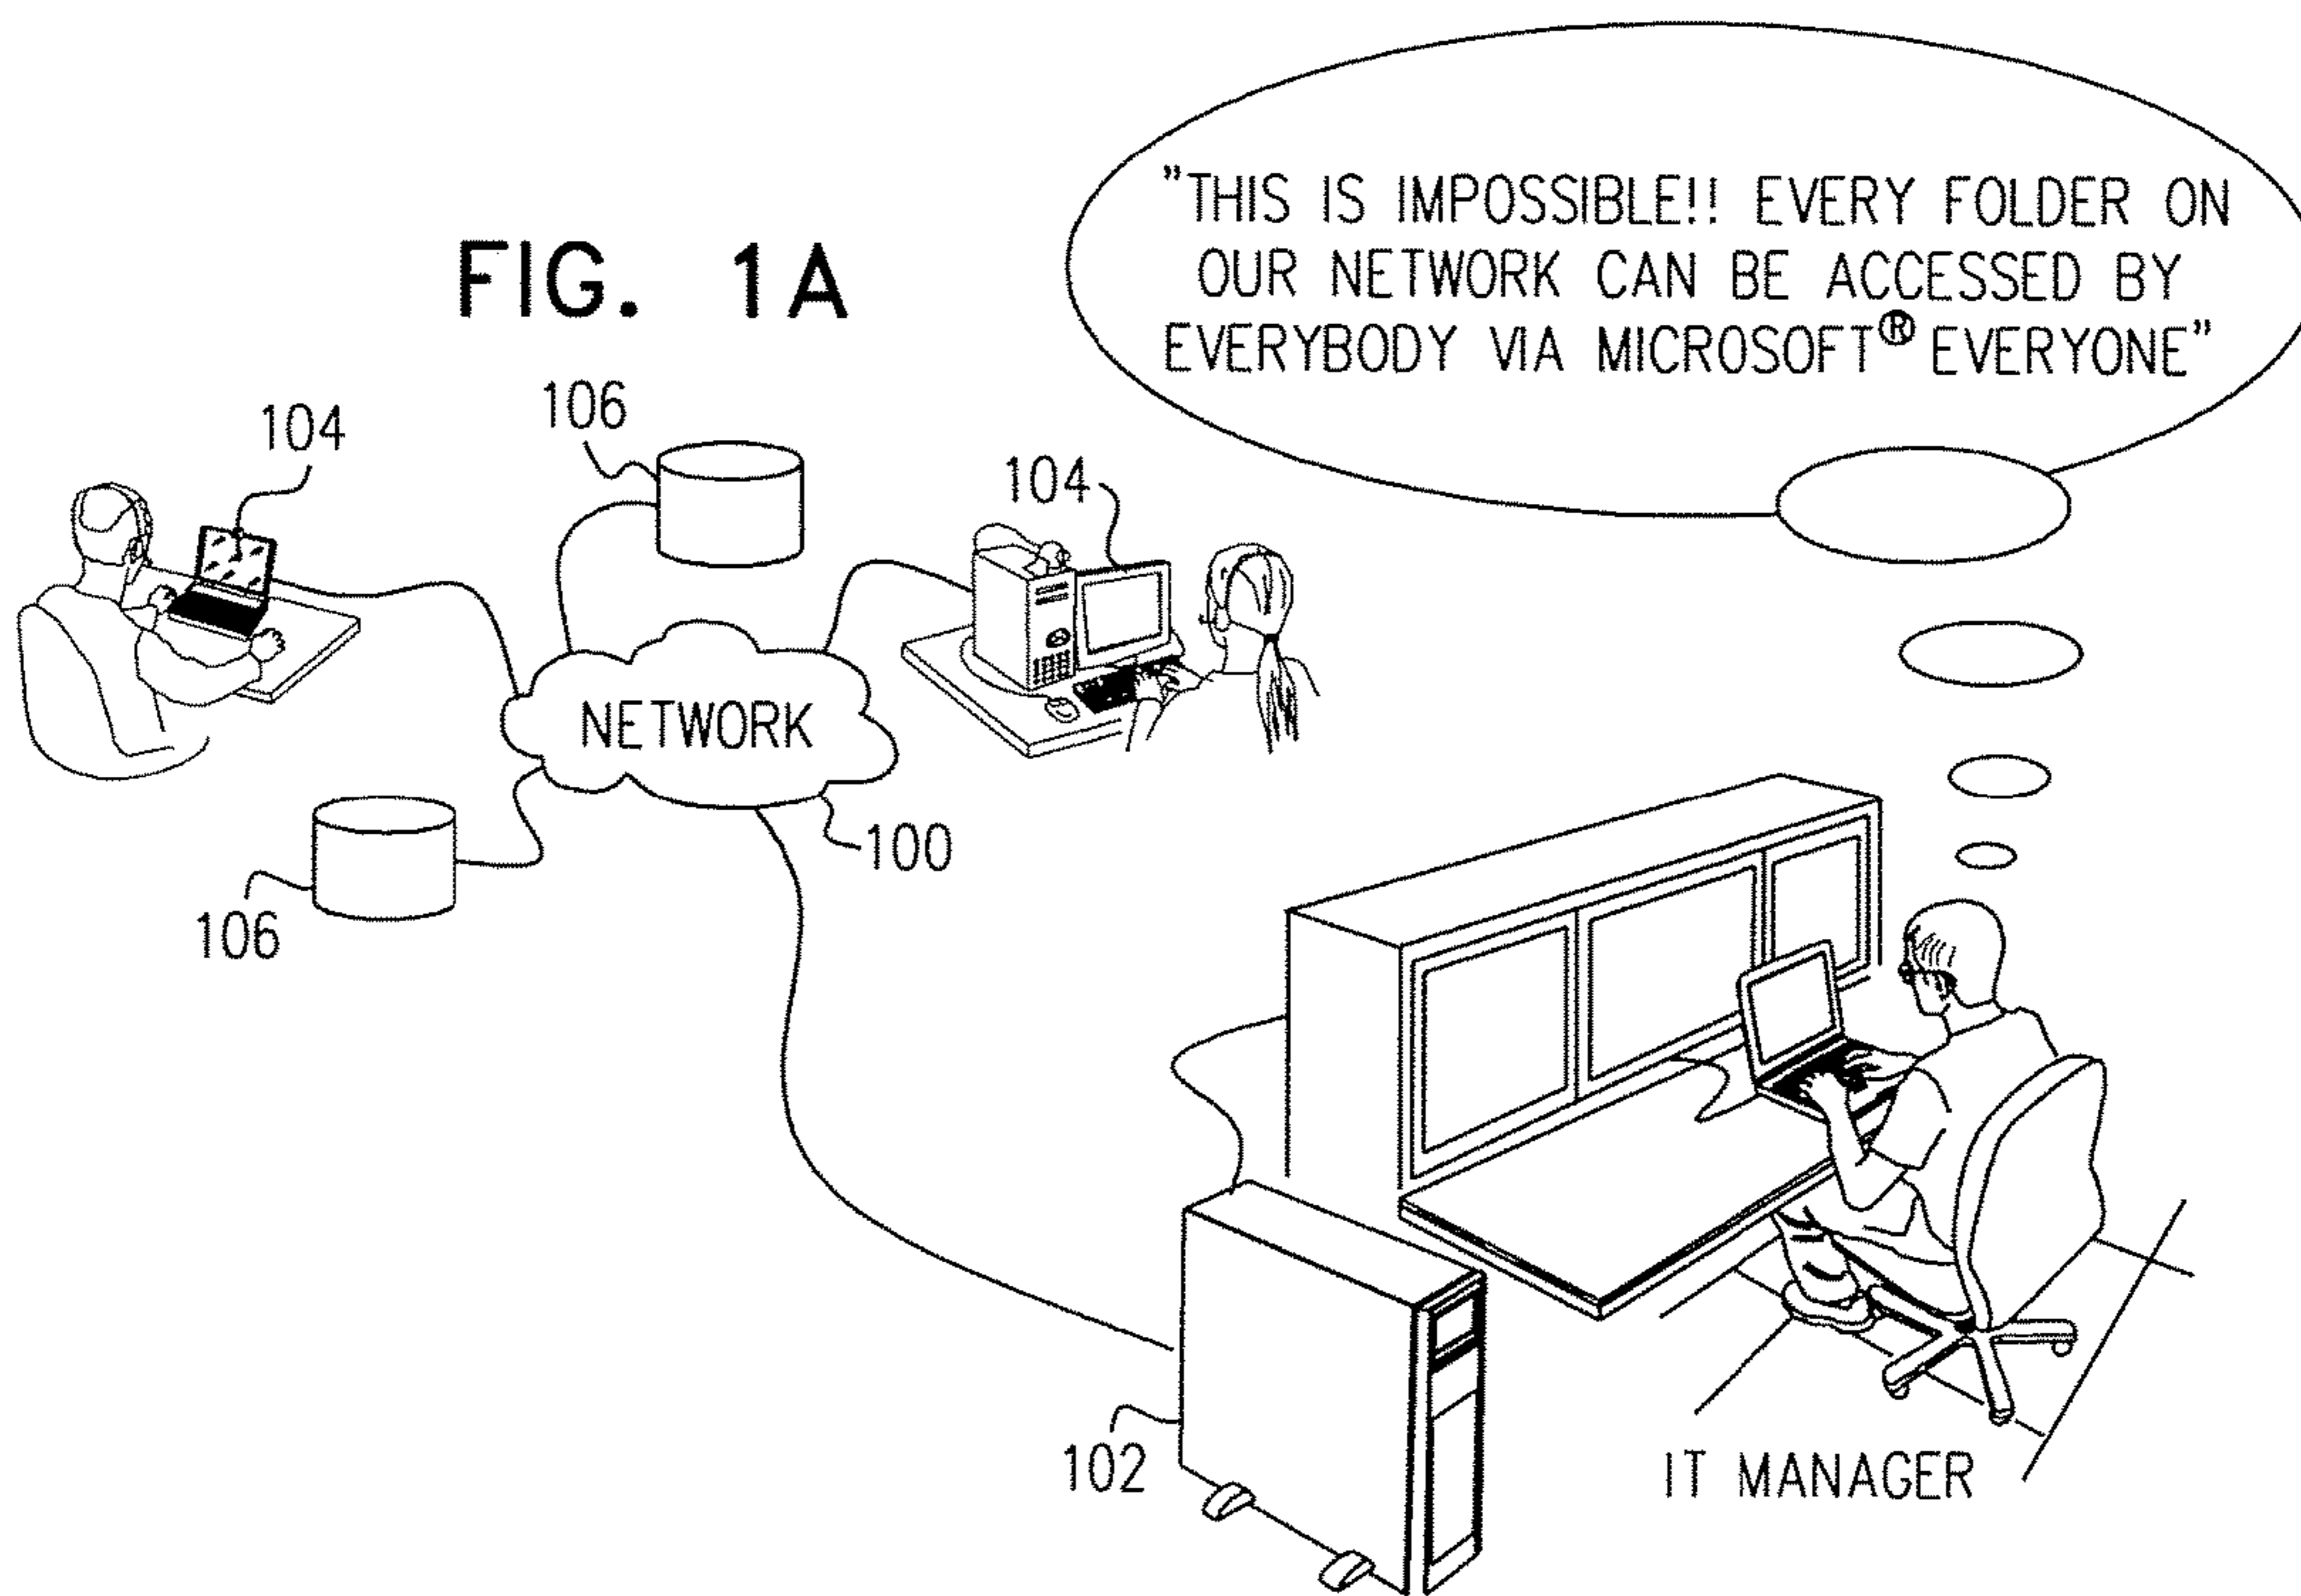 FIG. 1A
"THIS IS IMPOSSIBLE!! EVERY FOLDER ON
OUR NETWORK CAN BE ACCESSED BY
EVERYBODY VIA MICROSOFT® EVERYONE"
104
106
104
NETWORK
100
106
102
IT MANAGER